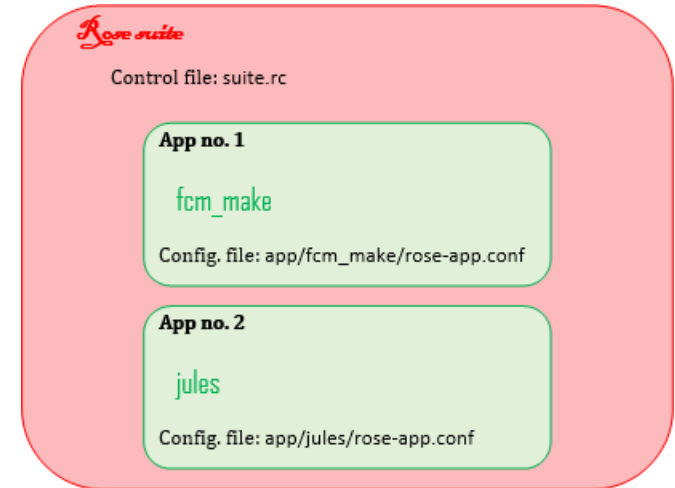 Rose suite
Control file: suite.rc
App no. 1
fcm_make
Config. file: app/fcm_make/rose-app.conf
App no. 2
jules
Config. file: app/jules/rose-app.conf